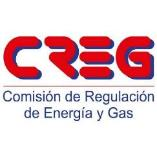 CREG
Comisión de Regulación
de Energía y Gas